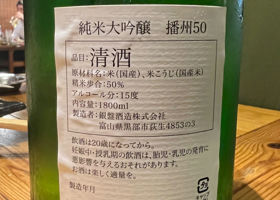 純米大吟醸 播州50
品目:清酒
原材料名:米(国産)、米こうじ(国産米)
精米歩合:50%
アルコール分:15度
内容量:1800ml
製造者:銀盤酒造株式会社
富山県黒部市荻生4853の3
飲酒は20歳になってから。
妊娠中・授乳期の飲酒は、胎児・乳児の発育に
悪影響を与えるおそれがあります。
お酒は楽しく適量を。
製造年月